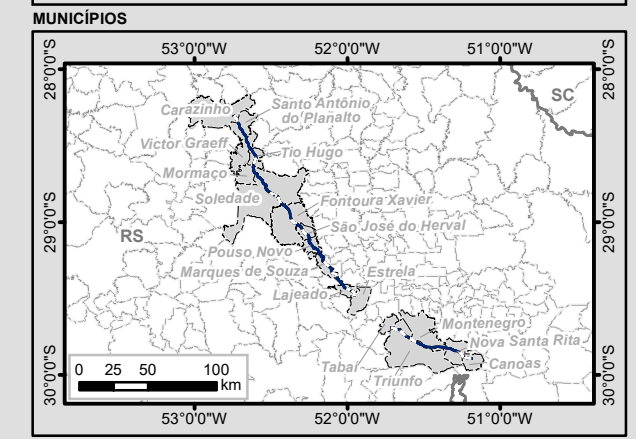 MUNICÍPIOS
53°0'0"W 52°0'0"W 51°0'0"W
28°0'0"S 28°0'0"S
SC
Carazinho
Santo Antônio
do Planalto
Victor Graeff
Tio Hugo
Mormaço
Soledade
Fontoura Xavier
29°0'0"S 29°0'0"S
RS
São José do Herval
Pouso Novo
Marques de Souza
Estrela
Lajeado
Montenegro
Nova Santa Rita
Tabaí
Canoas
Triunfo
0 25 50 100
km
30°0'0"S 30°0'0"S
53°0'0"W 52°0'0"W 51°0'0"W